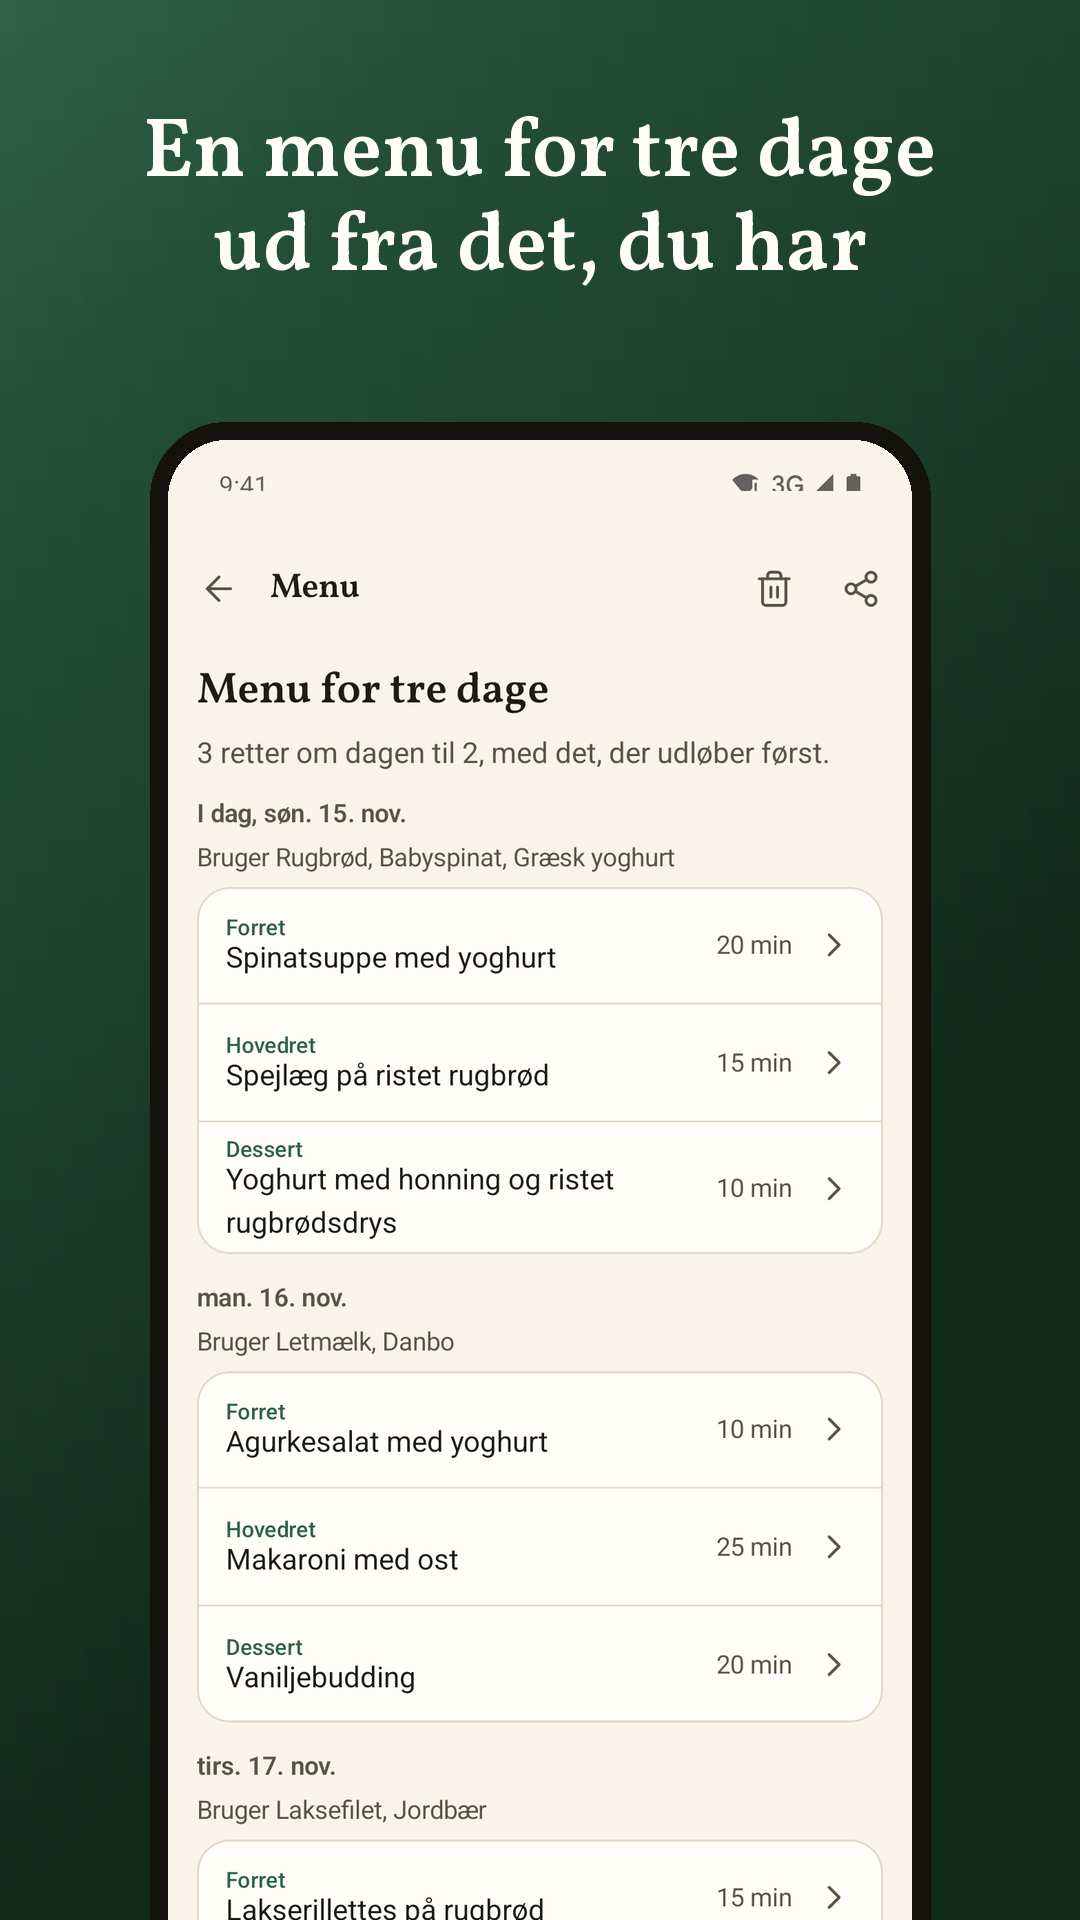 En menu for tre dage
ud fra det, du har
9:41
3G
Menu
Menu for tre dage
3 retter om dagen til 2, med det, der udløber først.
I dag, søn. 15. nov.
Bruger Rugbrød, Babyspinat, Græsk yoghurt
Forret
Spinatsuppe med yoghurt
20 min
Hovedret
Spejlæg på ristet rugbrød
15 min
Dessert
Yoghurt med honning og ristet
rugbrødsdrys
10 min
man. 16. nov.
Bruger Letmælk, Danbo
Forret
Agurkesalat med yoghurt
10 min
Hovedret
Makaroni med ost
25 min
Dessert
Vaniljebudding
20 min
tirs. 17. nov.
Bruger Laksefilet, Jordbær
Forret
Lakserillettes på rugbrød
15 min